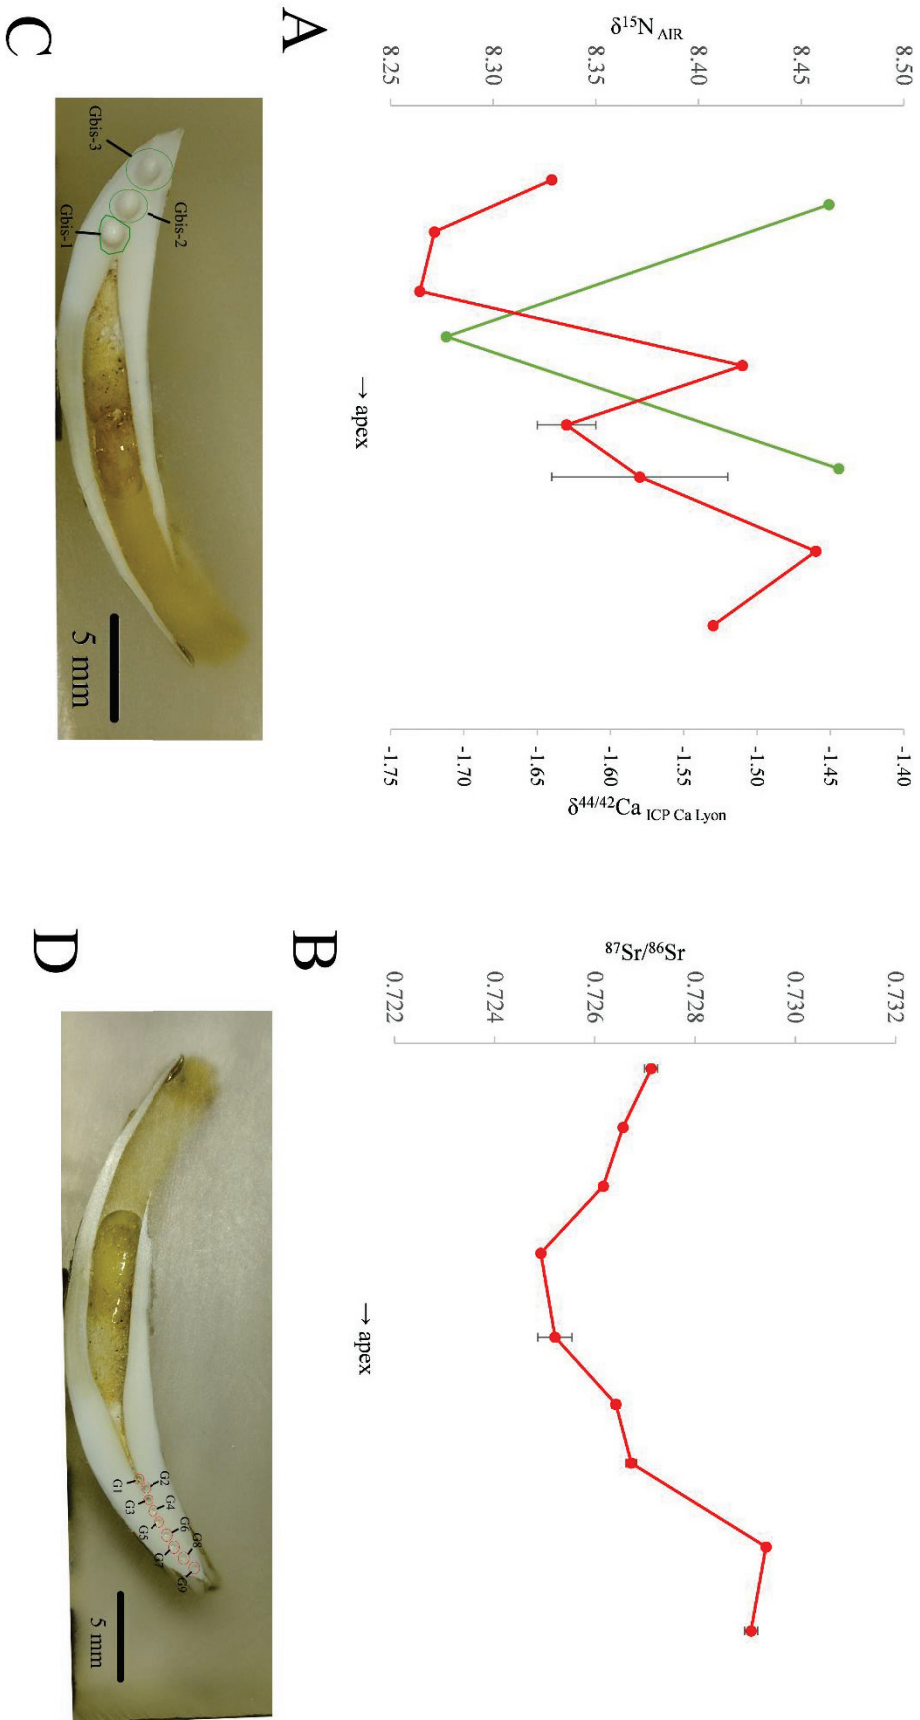 A
δ¹⁵N AIR
8.50
8.45
8.40
8.35
8.30
8.25
-1.40
-1.45
-1.50
-1.55
-1.60
-1.65
-1.70
-1.75
δ⁴⁴/⁴²Ca ICP Ca Lyon
→ apex
B
⁸⁷Sr/⁸⁶Sr
0.732
0.730
0.728
0.726
0.724
0.722
→ apex
C
Gbis-3
Gbis-2
Gbis-1
5 mm
D
G1
G2
G3
G4
G5
G6
G7
G8
G9
5 mm